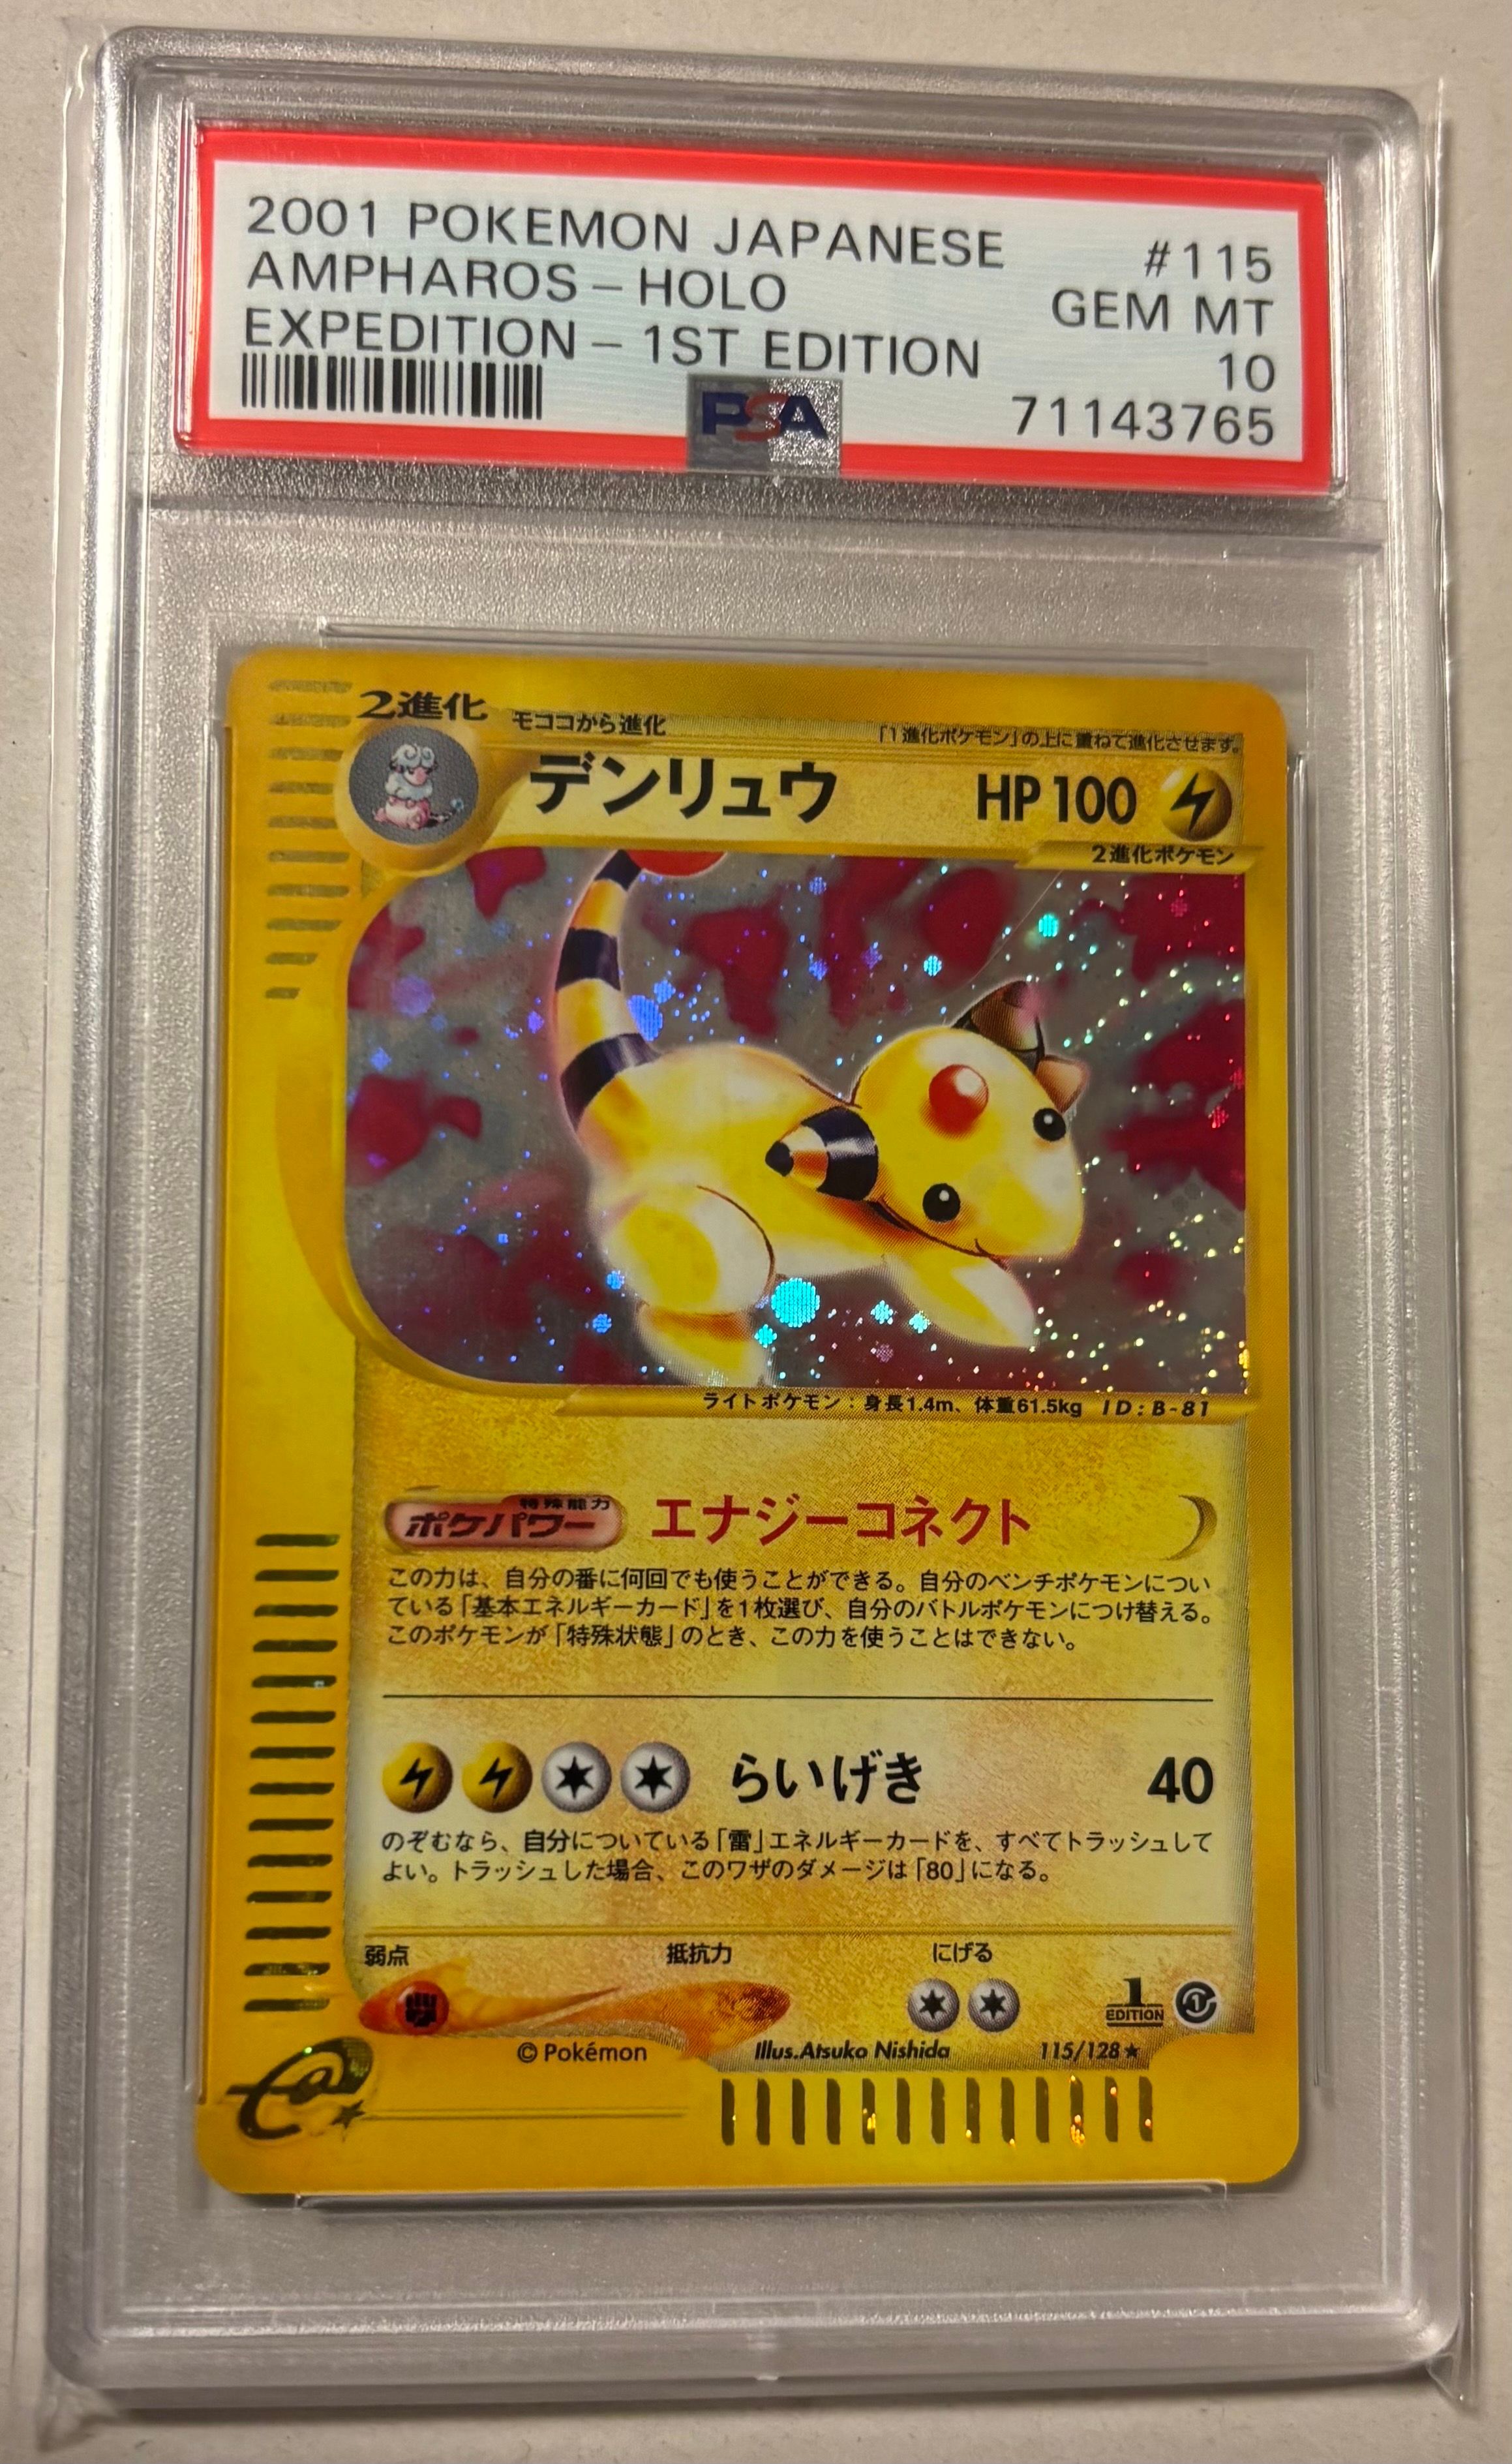 2001 POKEMON JAPANESE #115
AMPHAROS – HOLO GEM MT
EXPEDITION – 1ST EDITION 10
PSA 71143765
2進化 モココから進化 「1進化ポケモン」の上に重ねて進化させます。
デンリュウ HP100
2進化ポケモン
ライトポケモン：身長1.4m、体重61.5kg ID:B-81
特殊能力
ポケパワー エナジーコネクト
この力は、自分の番に何回でも使うことができる。自分のベンチポケモンについ
ている「基本エネルギーカード」を1枚選び、自分のバトルポケモンにつけ替える。
このポケモンが「特殊状態」のとき、この力を使うことはできない。
らいげき 40
のぞむなら、自分についている「雷」エネルギーカードを、すべてトラッシュして
よい。トラッシュした場合、このワザのダメージは「80」になる。
弱点 抵抗力 にげる
1 EDITION 1
©Pokémon Illus.Atsuko Nishida 115/128★
e